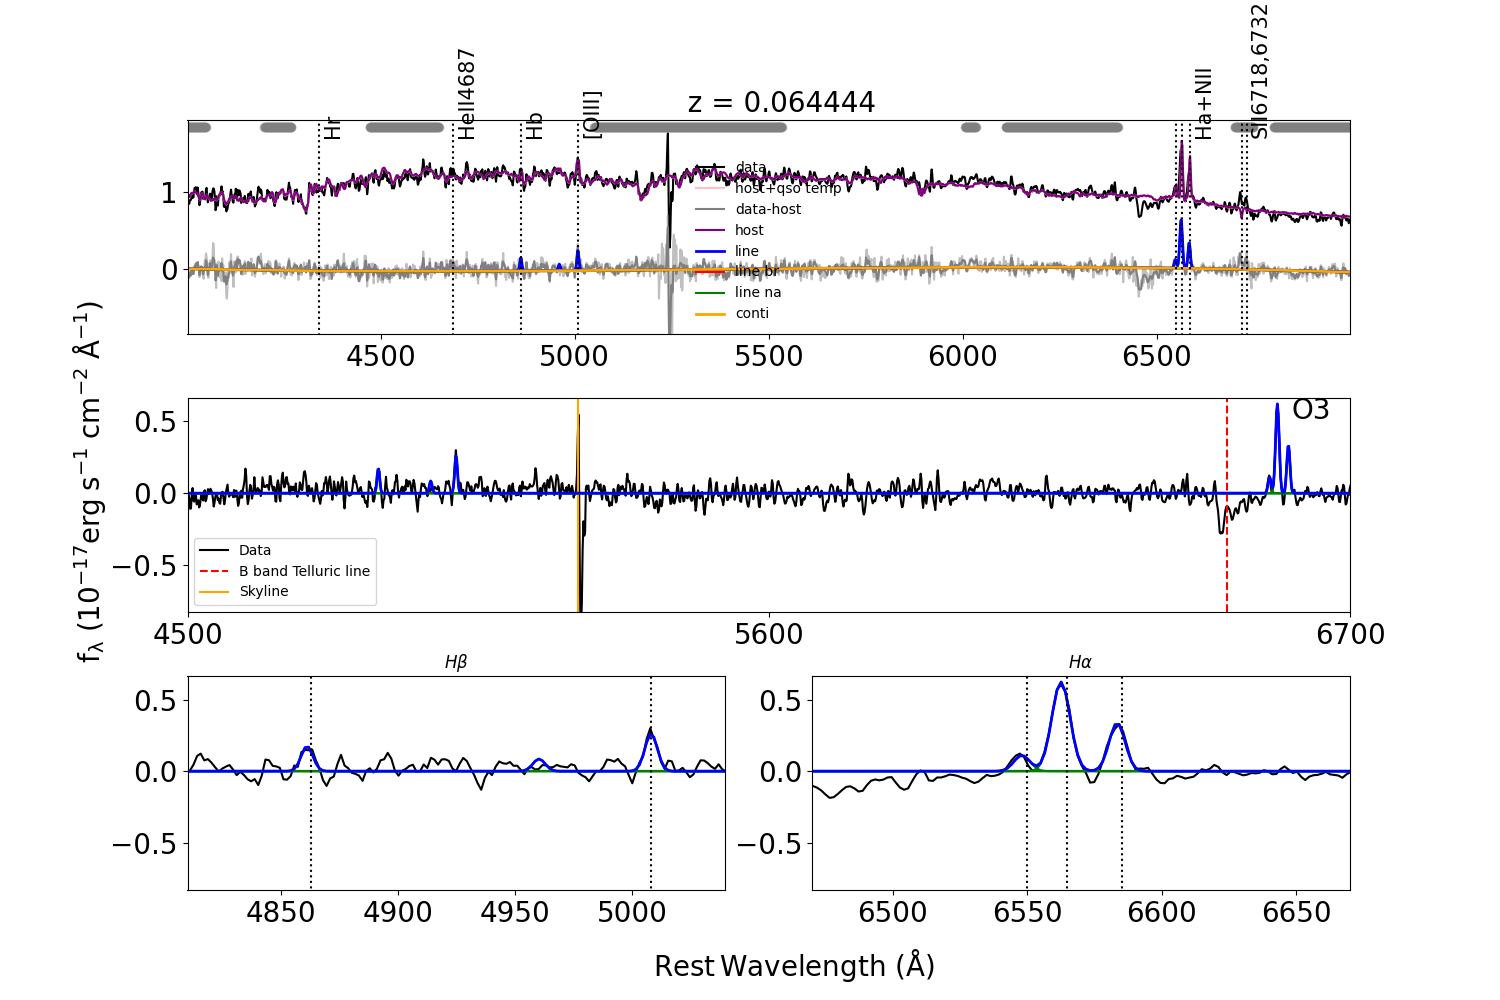 z = 0.064444
Hr
HeII4687
Hb
[OIII]
Ha+NII
SII6718,6732
data
host+qso temp
data-host
host
line
line br
line na
conti
1
0
4500
5000
5500
6000
6500
fλ (10⁻¹⁷erg s⁻¹ cm⁻² Å⁻¹)
O3
0.5
0.0
−0.5
Data
B band Telluric line
Skyline
4500
5600
6700
Hβ
0.5
0.0
−0.5
4850
4900
4950
5000
Hα
0.5
0.0
−0.5
6500
6550
6600
6650
Rest Wavelength (Å)